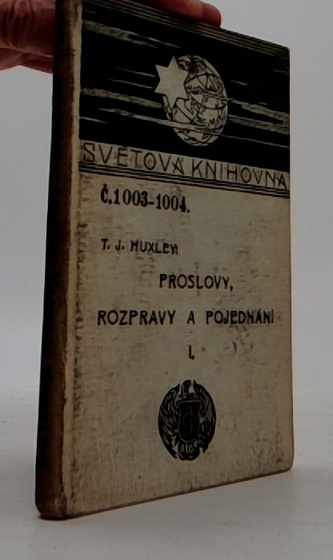 SVĚTOVÁ KNIHOVNA
Č.1003-1004.
T. J. HUXLEY:
PROSLOVY,
ROZPRAVY A POJEDNÁNÍ
I.